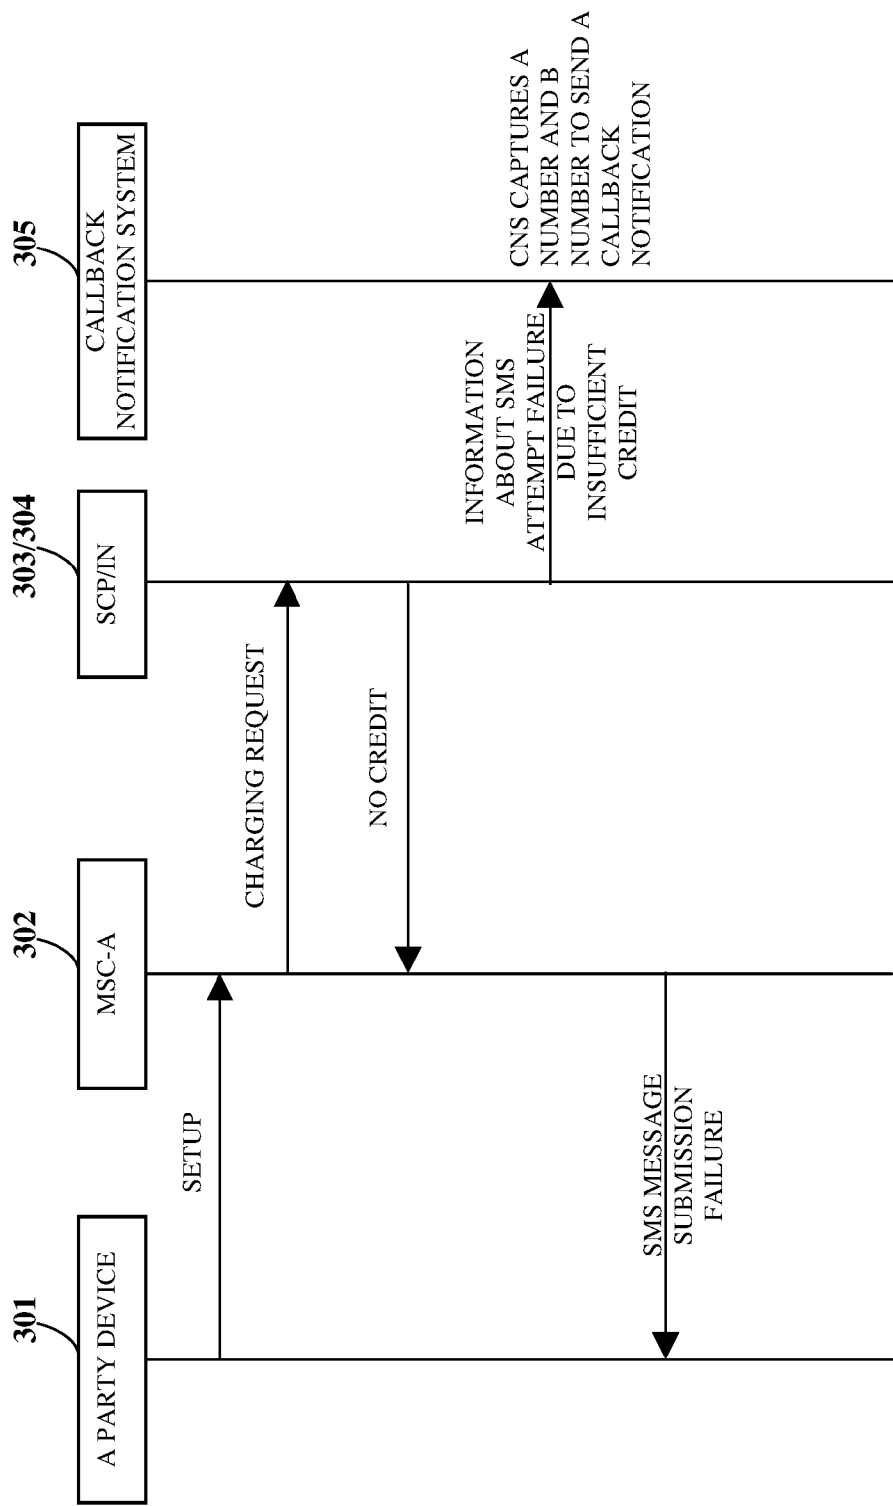 301
302
303/304
305
A PARTY DEVICE
MSC-A
SCP/IN
CALLBACK
NOTIFICATION SYSTEM
SETUP
CHARGING REQUEST
NO CREDIT
INFORMATION
ABOUT SMS
ATTEMPT FAILURE
DUE TO
INSUFFICIENT
CREDIT
CNS CAPTURES A
NUMBER AND B
NUMBER TO SEND A
CALLBACK
NOTIFICATION
SMS MESSAGE
SUBMISSION
FAILURE